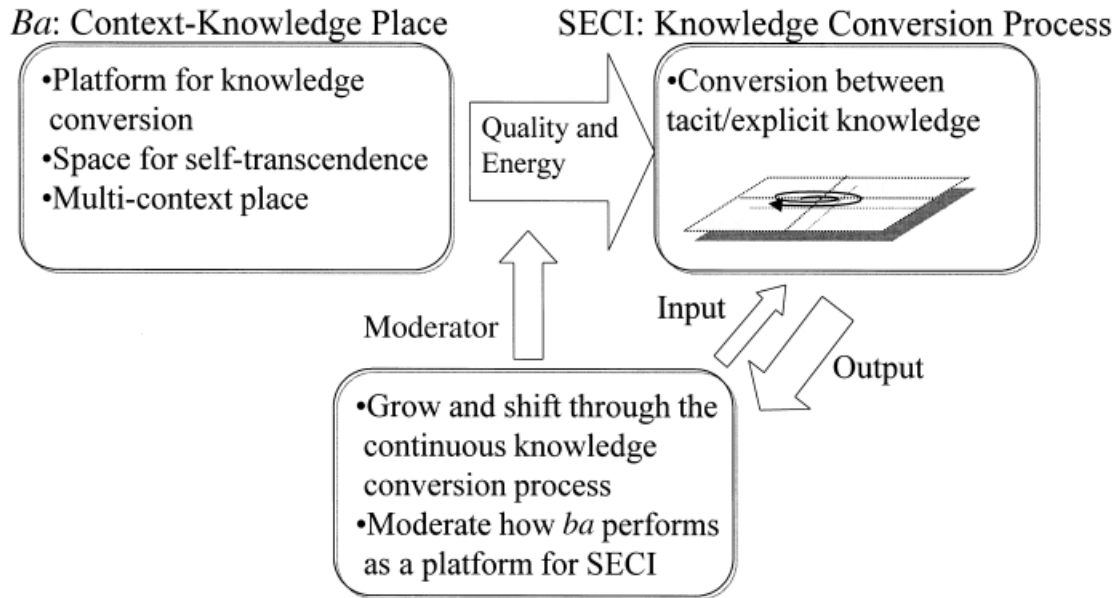 Ba: Context-Knowledge Place
•Platform for knowledge
conversion
•Space for self-transcendence
•Multi-context place
Quality and
Energy
SECI: Knowledge Conversion Process
•Conversion between
tacit/explicit knowledge
Moderator
Input
Output
•Grow and shift through the
continuous knowledge
conversion process
•Moderate how ba performs
as a platform for SECI